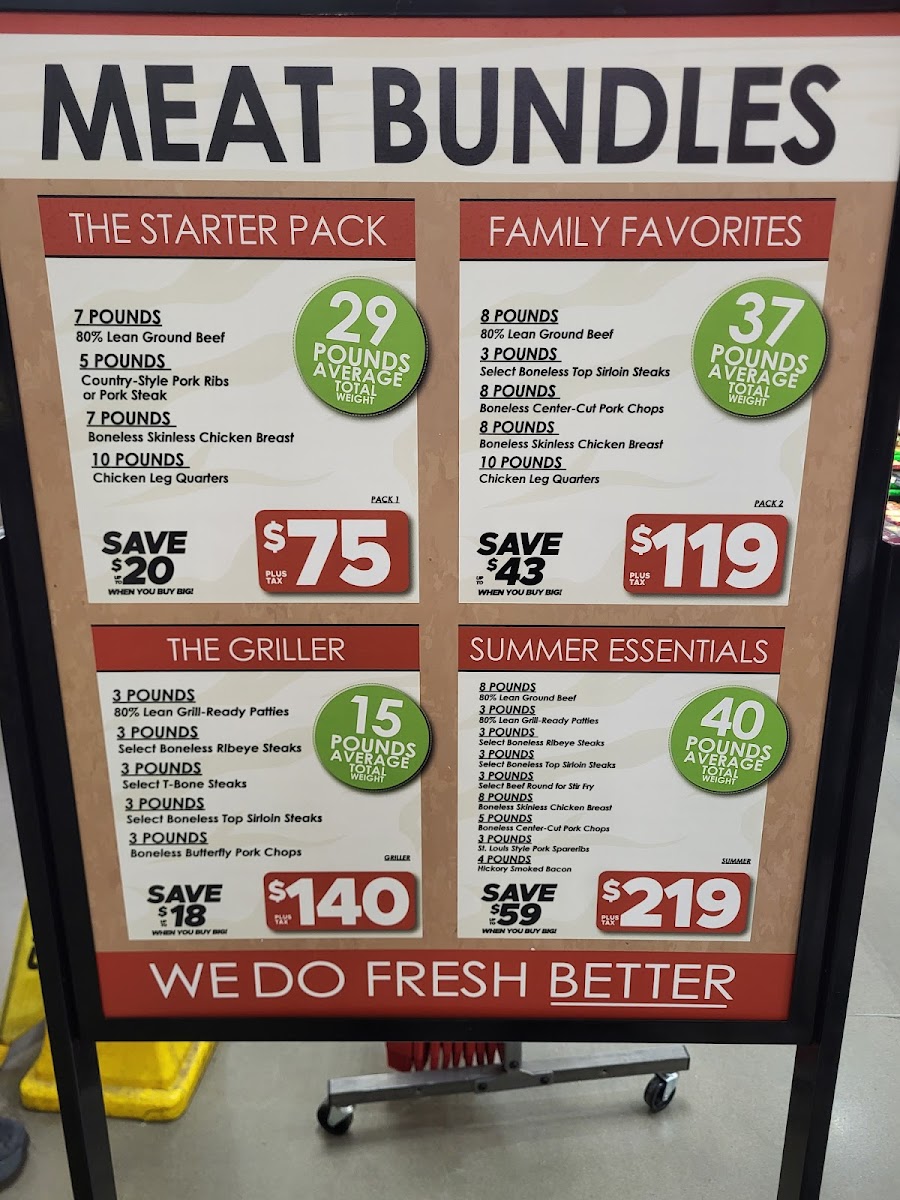 MEAT BUNDLES
THE STARTER PACK
7 POUNDS
80% Lean Ground Beef
5 POUNDS
Country-Style Pork Ribs
or Pork Steak
7 POUNDS
Boneless Skinless Chicken Breast
10 POUNDS
Chicken Leg Quarters
29
POUNDS
AVERAGE
TOTAL
WEIGHT
PACK 1
SAVE
UP TO $20
WHEN YOU BUY BIG!
$75
PLUS
TAX
FAMILY FAVORITES
8 POUNDS
80% Lean Ground Beef
3 POUNDS
Select Boneless Top Sirloin Steaks
8 POUNDS
Boneless Center-Cut Pork Chops
8 POUNDS
Boneless Skinless Chicken Breast
10 POUNDS
Chicken Leg Quarters
37
POUNDS
AVERAGE
TOTAL
WEIGHT
PACK 2
SAVE
UP TO $43
WHEN YOU BUY BIG!
$119
PLUS
TAX
THE GRILLER
3 POUNDS
80% Lean Grill-Ready Patties
3 POUNDS
Select Boneless RIbeye Steaks
3 POUNDS
Select T-Bone Steaks
3 POUNDS
Select Boneless Top Sirloin Steaks
3 POUNDS
Boneless Butterfly Pork Chops
15
POUNDS
AVERAGE
TOTAL
WEIGHT
GRILLER
SAVE
UP TO $18
WHEN YOU BUY BIG!
$140
PLUS
TAX
SUMMER ESSENTIALS
8 POUNDS
80% Lean Ground Beef
3 POUNDS
80% Lean Grill-Ready Patties
3 POUNDS
Select Boneless RIbeye Steaks
3 POUNDS
Select Boneless Top Sirloin Steaks
3 POUNDS
Select Beef Round for Stir Fry
8 POUNDS
Boneless Skinless Chicken Breast
5 POUNDS
Boneless Center-Cut Pork Chops
3 POUNDS
St. Louis Style Pork Spareribs
4 POUNDS
Hickory Smoked Bacon
40
POUNDS
AVERAGE
TOTAL
WEIGHT
SUMMER
SAVE
UP TO $59
WHEN YOU BUY BIG!
$219
PLUS
TAX
WE DO FRESH BETTER